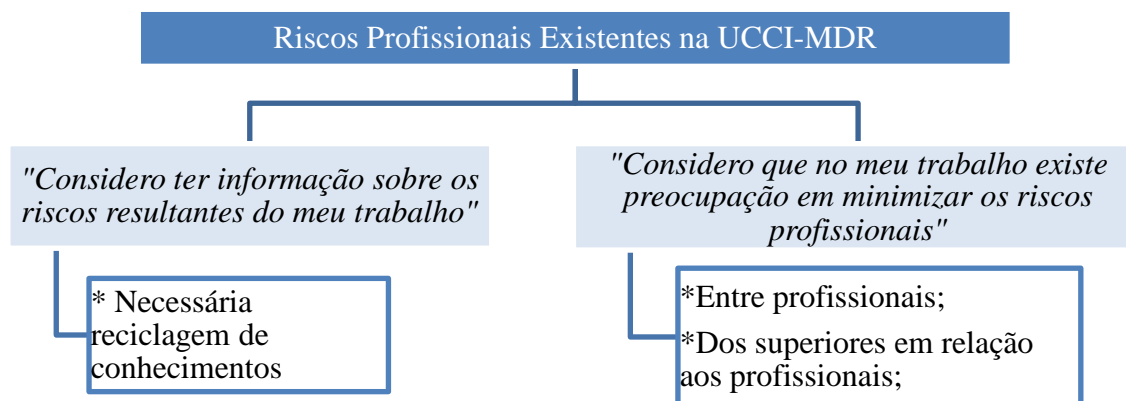 Riscos Profissionais Existentes na UCCI-MDR
"Considero ter informação sobre os
riscos resultantes do meu trabalho"
* Necessária
reciclagem de
conhecimentos
"Considero que no meu trabalho existe
preocupação em minimizar os riscos
profissionais"
*Entre profissionais;
*Dos superiores em relação
aos profissionais;